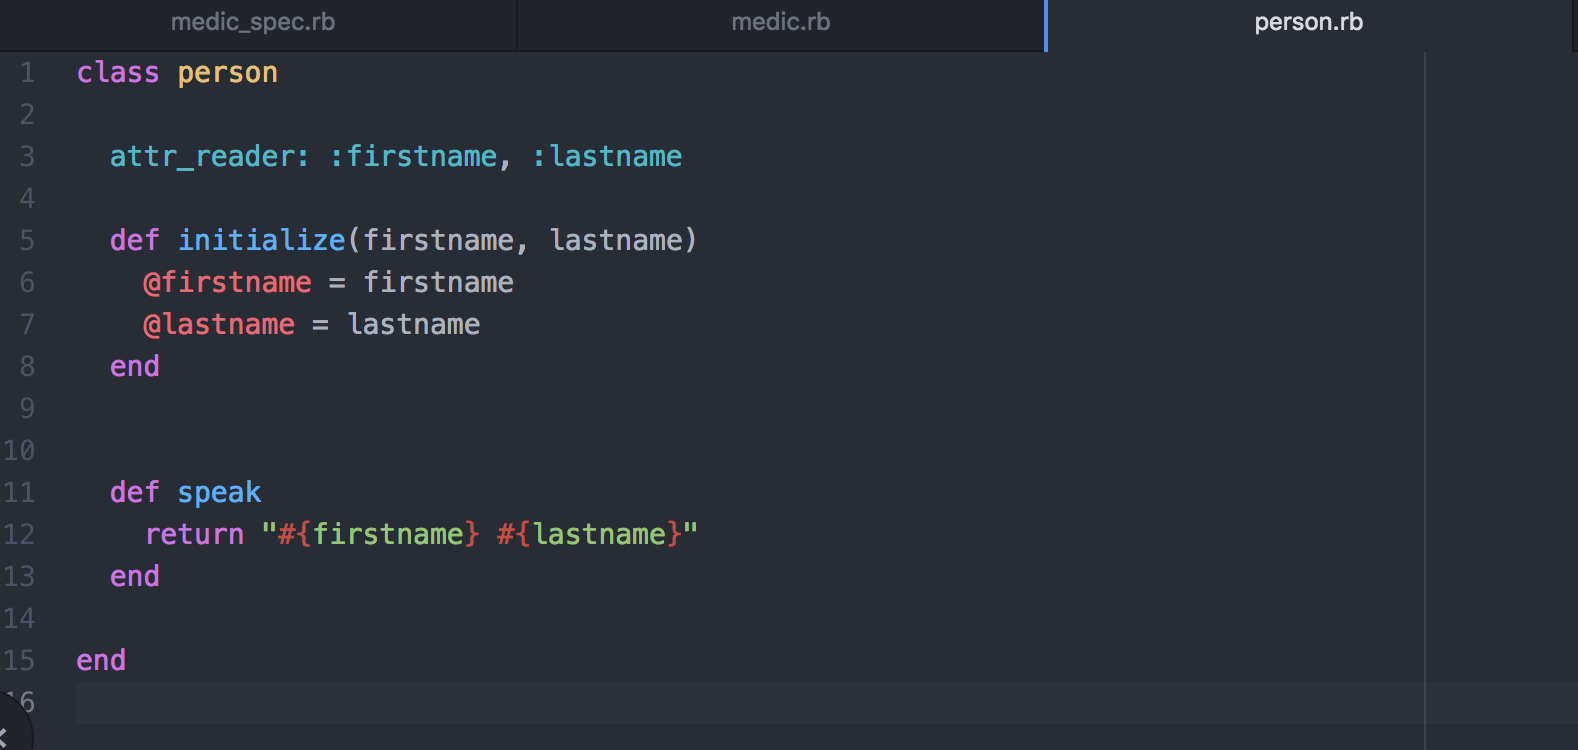 medic_spec.rb medic.rb person.rb
1 class person
2
3   attr_reader: :firstname, :lastname
4
5   def initialize(firstname, lastname)
6     @firstname = firstname
7     @lastname = lastname
8   end
9
10
11   def speak
12     return "#{firstname} #{lastname}"
13   end
14
15 end
16